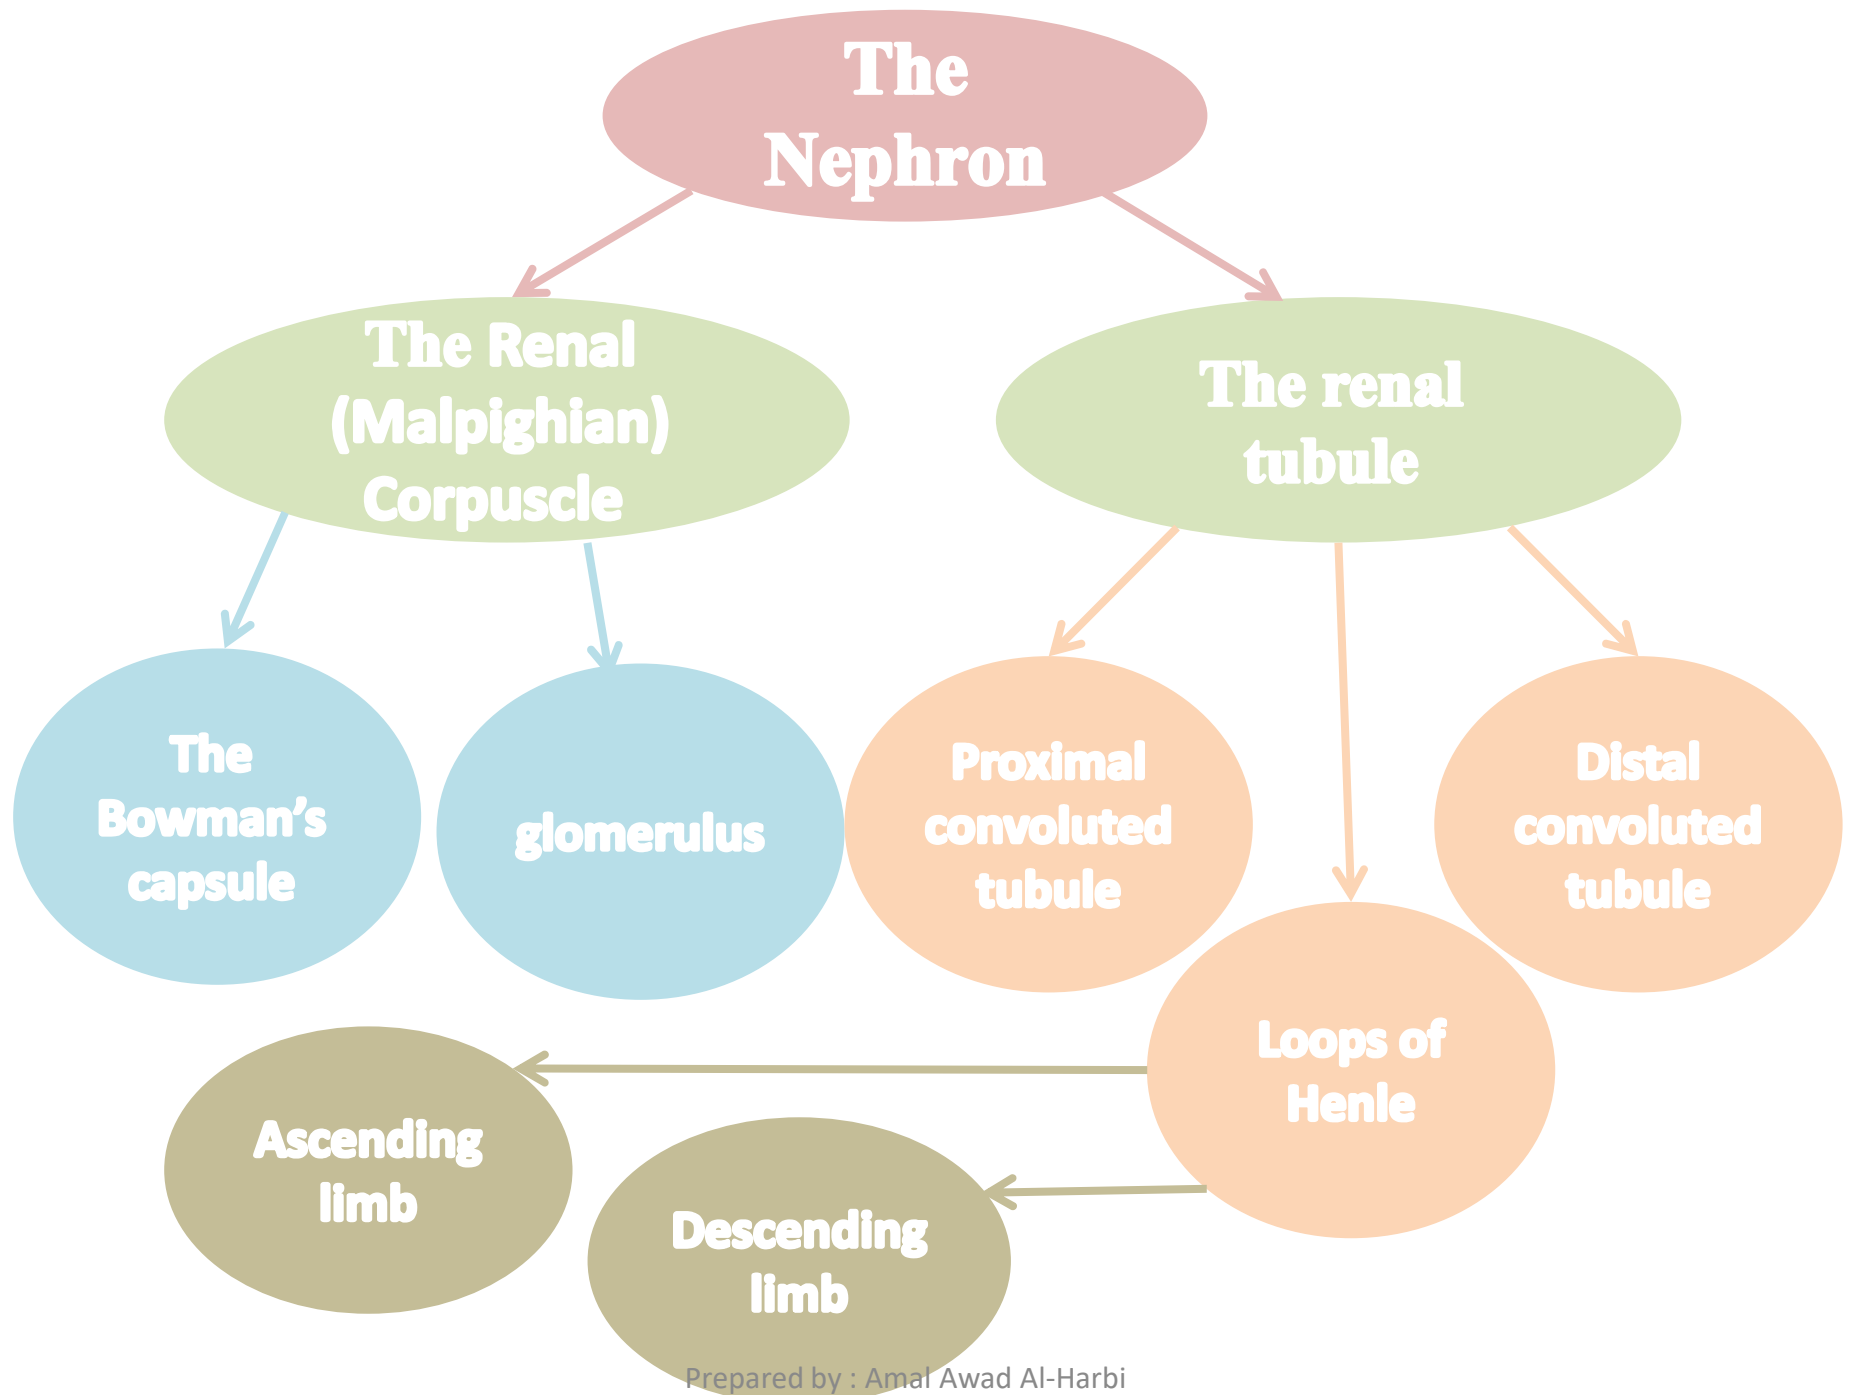 The
Nephron
The Renal
(Malpighian)
Corpuscle
The renal
tubule
The
Bowman’s
capsule
glomerulus
Proximal
convoluted
tubule
Distal
convoluted
tubule
Loops of
Henle
Ascending
limb
Descending
limb
Prepared by : Amal Awad Al-Harbi